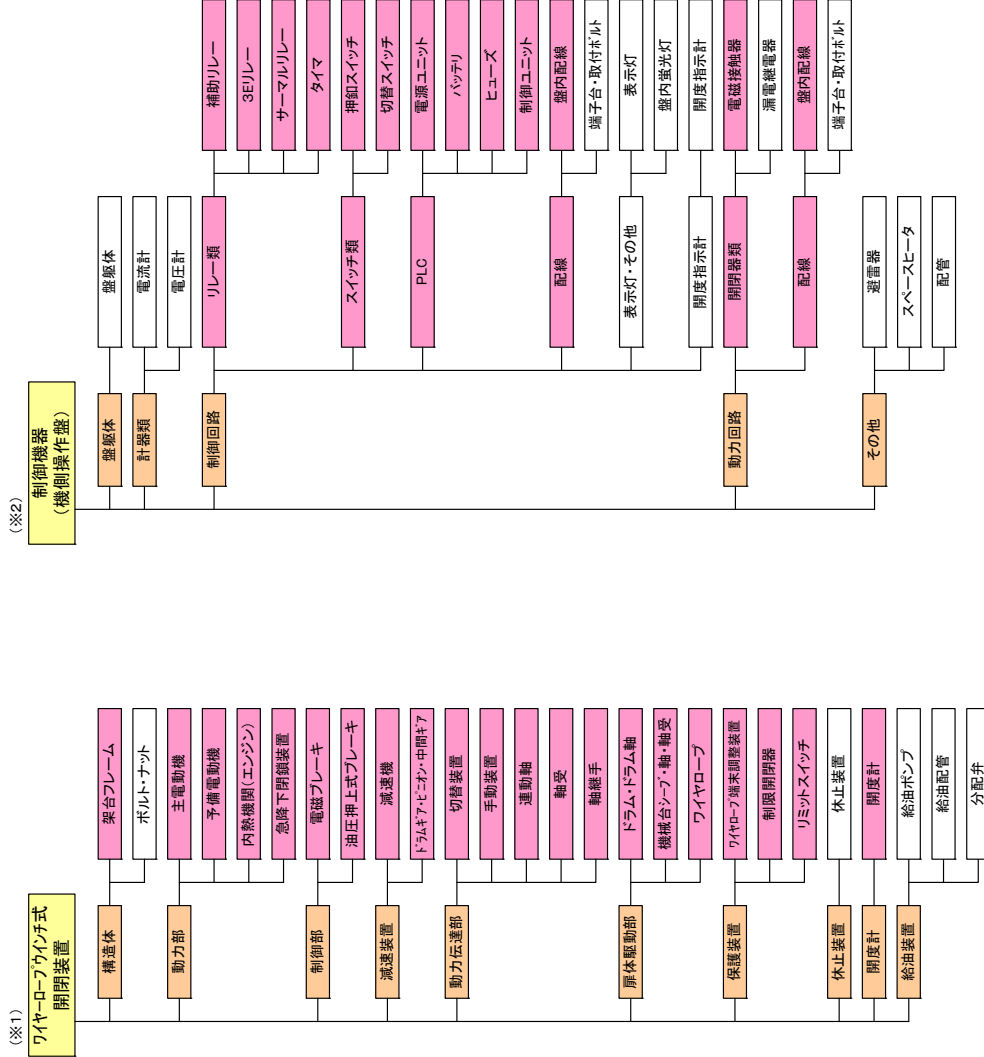 (※1)
ワイヤーロープウインチ式
開閉装置
構造体
架台フレーム
ボルト・ナット
動力部
主電動機
予備電動機
内熱機関(エンジン)
急降下閉鎖装置
制御部
電磁ブレーキ
油圧押上式ブレーキ
減速装置
減速機
ドラムギア・ピニオン・中間ギア
動力伝達部
切替装置
手動装置
連動軸
軸受
軸継手
扉体駆動部
ドラム・ドラム軸
機械台シーブ・軸・軸受
ワイヤロープ
保護装置
ワイヤロープ端末調整装置
制限開閉器
リミットスイッチ
休止装置
休止装置
開度計
開度計
給油装置
給油ポンプ
給油配管
分配弁
(※2)
制御機器
(機側操作盤)
盤躯体
盤躯体
計器類
電流計
電圧計
制御回路
リレー類
補助リレー
3Eリレー
サーマルリレー
タイマ
スイッチ類
押釦スイッチ
切替スイッチ
PLC
電源ユニット
バッテリ
ヒューズ
制御ユニット
配線
盤内配線
端子台・取付ボルト
表示灯・その他
表示灯
盤内蛍光灯
開度指示計
開度指示計
動力回路
開閉器類
電磁接触器
漏電継電器
配線
盤内配線
端子台・取付ボルト
その他
避雷器
スペースヒータ
配管